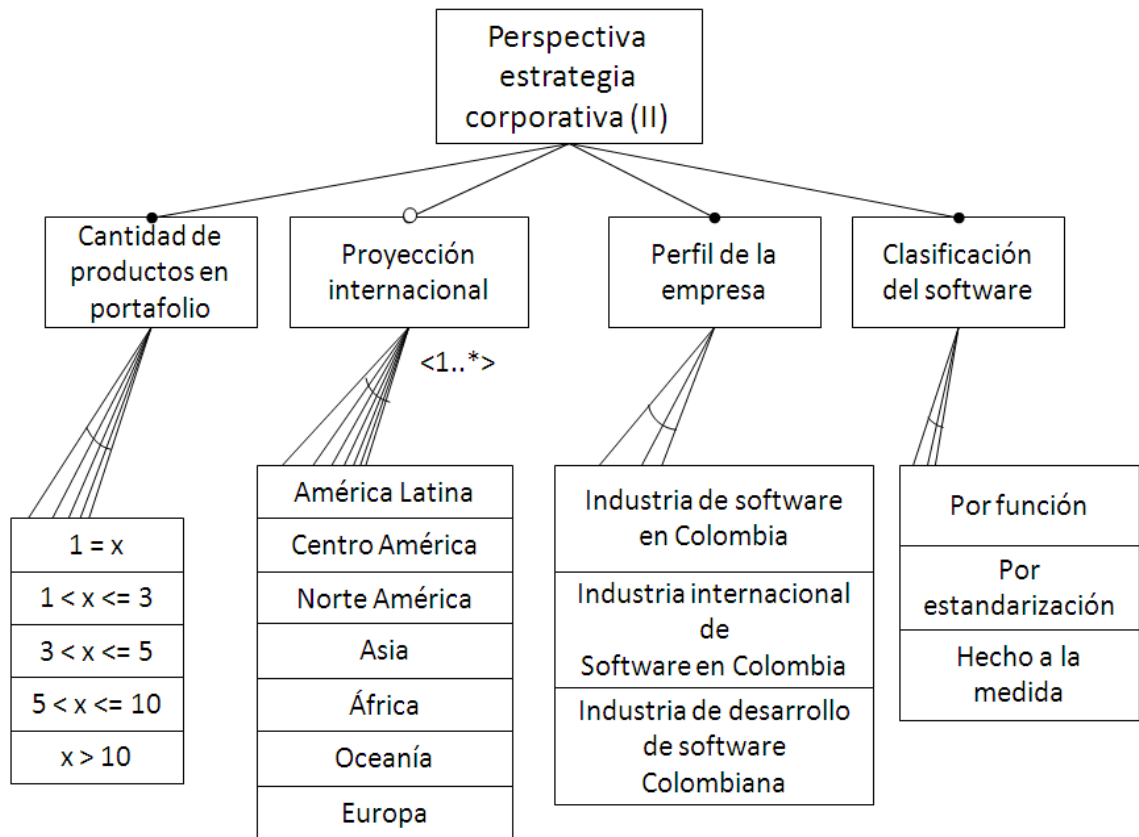 Perspectiva
estrategia
corporativa (II)
Cantidad de
productos en
portafolio
Proyección
internacional
Perfil de la
empresa
Clasificación
del software
<1..*>
1 = x
1 < x <= 3
3 < x <= 5
5 < x <= 10
x > 10
América Latina
Centro América
Norte América
Asia
África
Oceanía
Europa
Industria de software
en Colombia
Industria internacional
de
Software en Colombia
Industria de desarrollo
de software
Colombiana
Por función
Por
estandarización
Hecho a la
medida